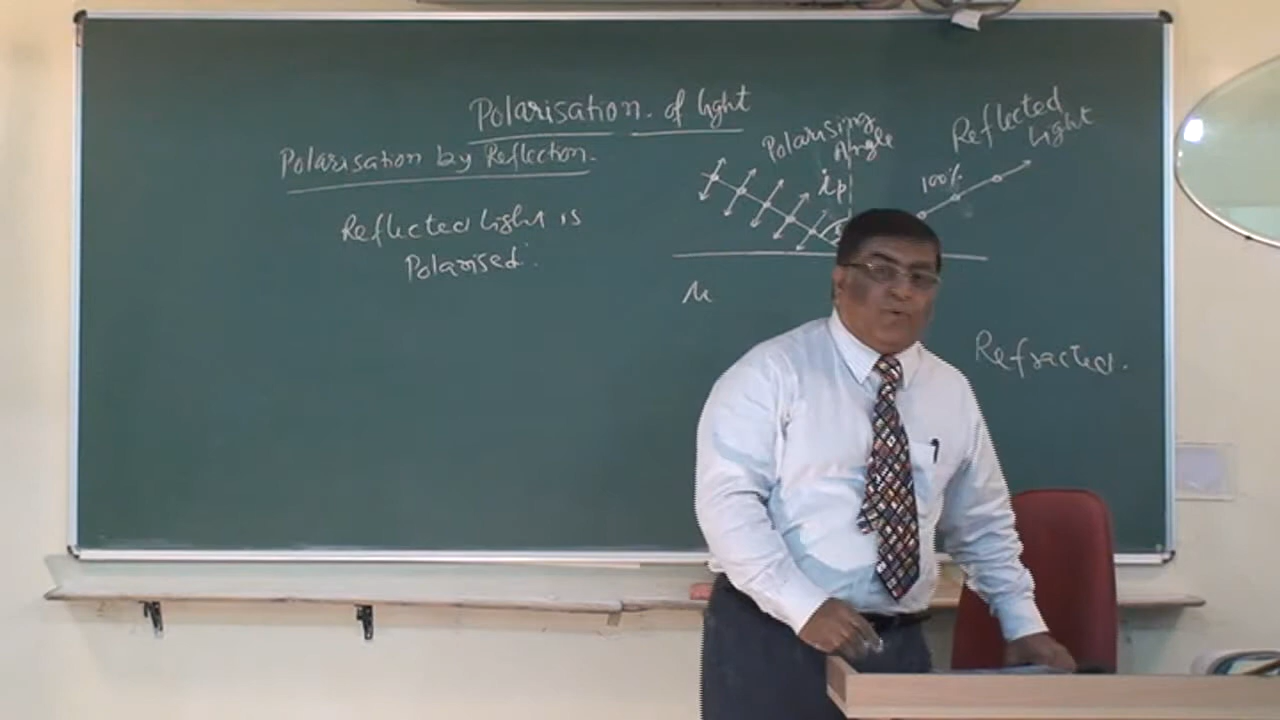 Polarisation of light
Polarisation by Reflection.
Reflected light is
Polarised.
Polarising
Angle
ip
100%
Reflected
light
μ
Refracted.